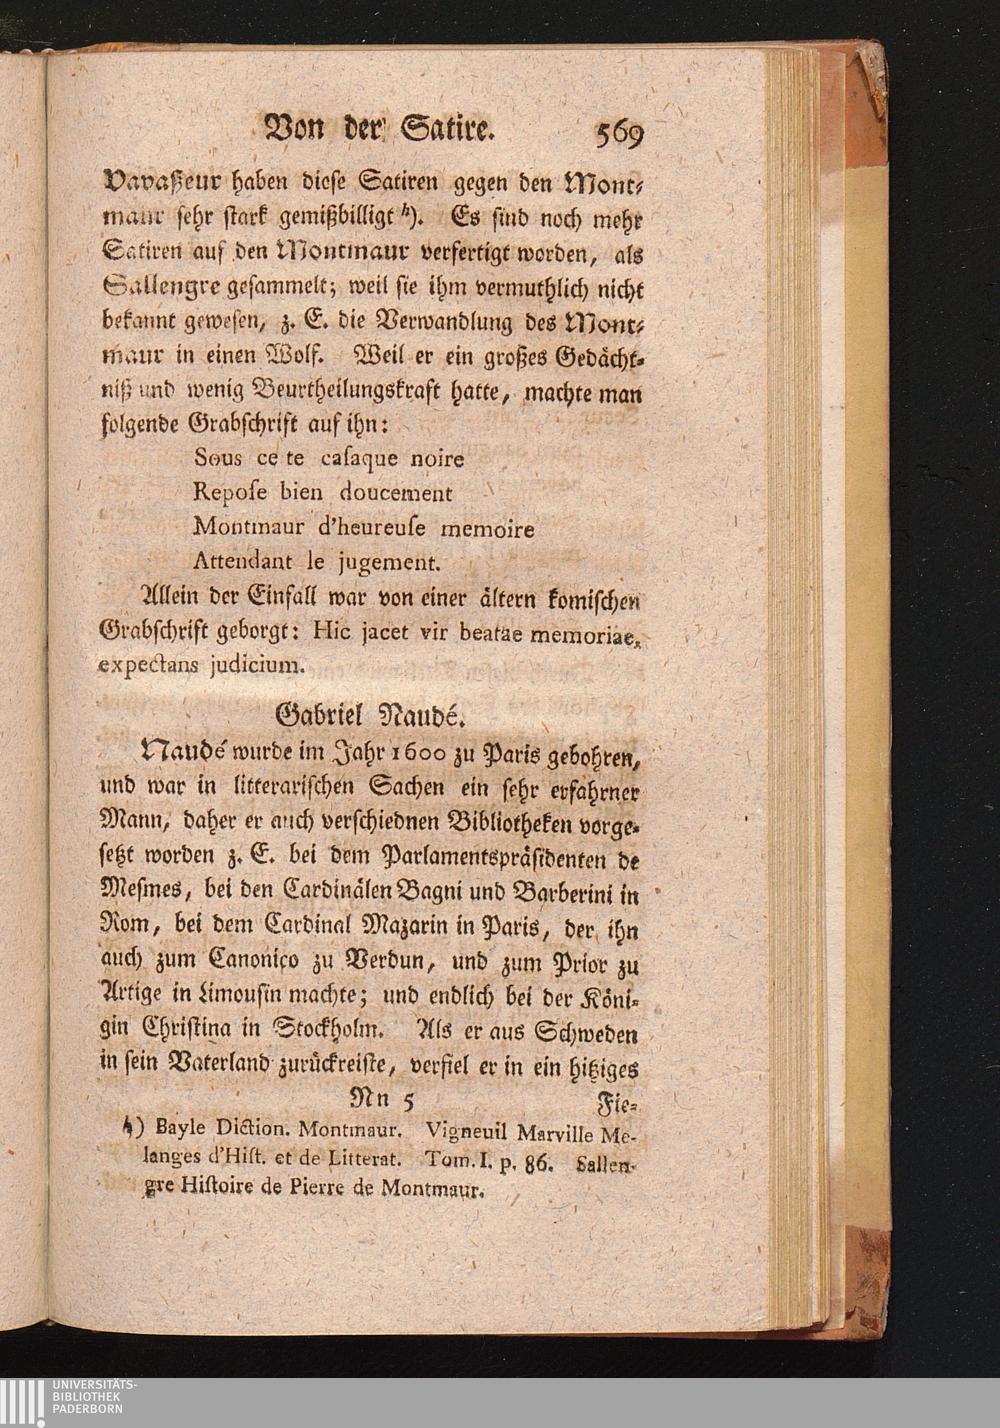 Von der Satire. 569
Vavaßeur haben diese Satiren gegen den Mont-
maur sehr stark gemißbilligt h). Es sind noch mehr
Satiren auf den Montmaur verfertigt worden, als
Sallengre gesammelt; weil sie ihm vermuthlich nicht
bekannt gewesen, z. E. die Verwandlung des Mont-
maur in einen Wolf. Weil er ein großes Gedächt-
niß und wenig Beurtheilungskraft hatte, machte man
folgende Grabschrift auf ihn:
Sous ce te casaque noire
Repose bien doucement
Montmaur d'heureuse memoire
Attendant le jugement.
Allein der Einfall war von einer ältern komischen
Grabschrift geborgt: Hic jacet vir beatae memoriae,
expectans judicium.
Gabriel Naudé.
Naudé wurde im Jahr 1600 zu Paris gebohren,
und war in litterarischen Sachen ein sehr erfahrner
Mann, daher er auch verschiednen Bibliotheken vorge-
setzt worden z. E. bei dem Parlamentspräsidenten de
Mesmes, bei den Cardinälen Bagni und Barberini in
Rom, bei dem Cardinal Mazarin in Paris, der ihn
auch zum Canonico zu Verdun, und zum Prior zu
Artige in Limousin machte; und endlich bei der Köni-
gin Christina in Stockholm. Als er aus Schweden
in sein Vaterland zurückreiste, verfiel er in ein hitziges
Nn 5 Fie-
h) Bayle Diction. Montmaur. Vigneuil Marville Me-
langes d'Hist. et de Litterat. Tom. I. p. 86. Sallen-
gre Histoire de Pierre de Montmaur.
UNIVERSITÄTS-
BIBLIOTHEK
PADERBORN